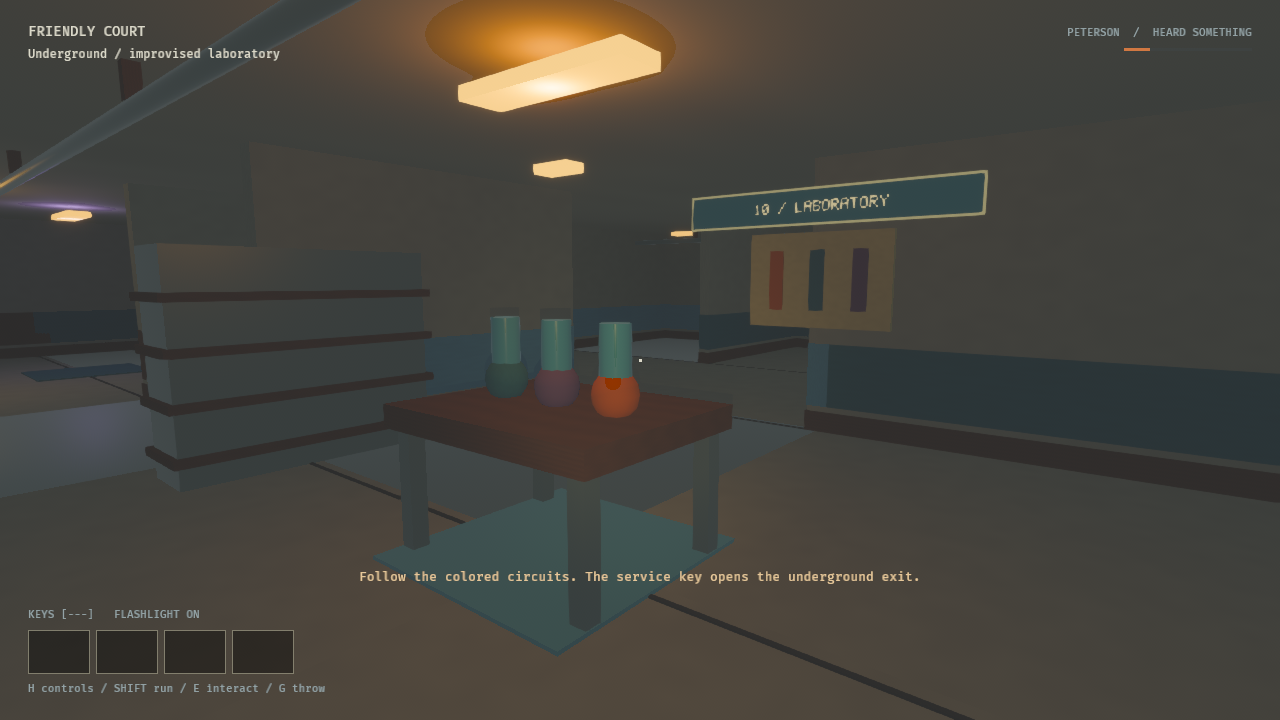 FRIENDLY COURT
Underground / improvised laboratory
PETERSON / HEARD SOMETHING
10 / LABORATORY
Follow the colored circuits. The service key opens the underground exit.
KEYS [---] FLASHLIGHT ON
H controls / SHIFT run / E interact / G throw